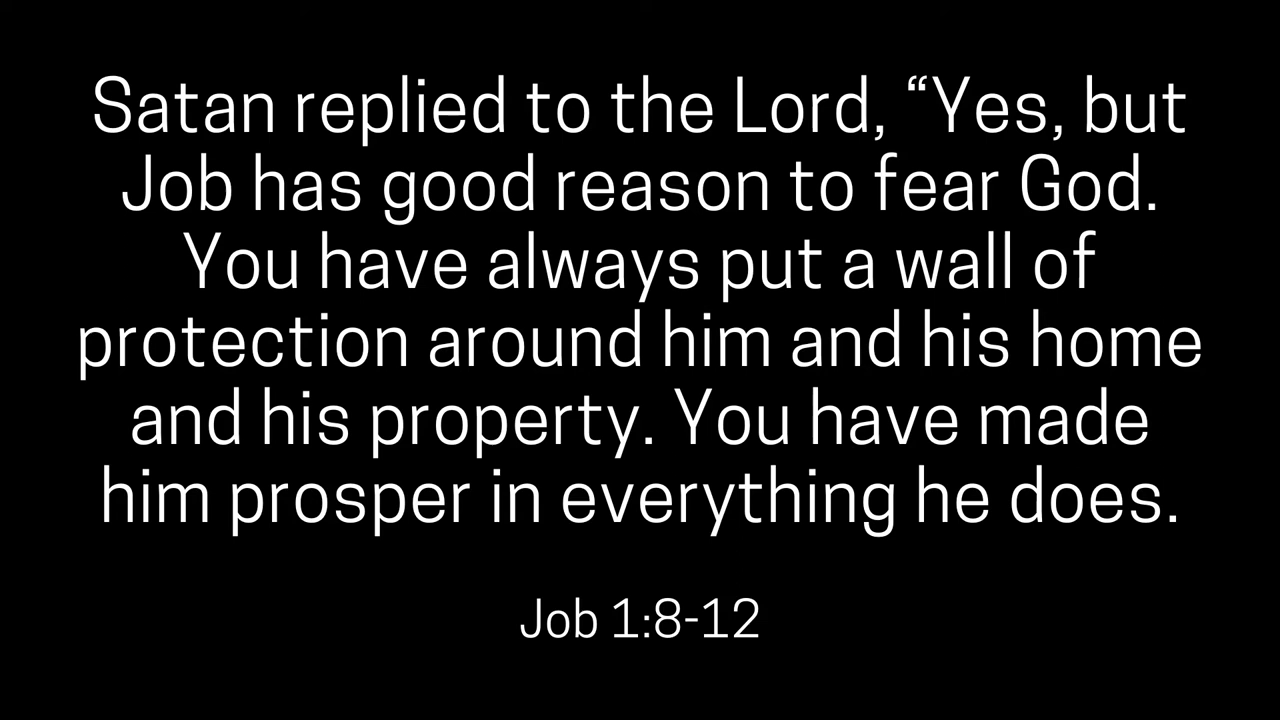 Satan replied to the Lord, “Yes, but
Job has good reason to fear God.
You have always put a wall of
protection around him and his home
and his property. You have made
him prosper in everything he does.
Job 1:8-12